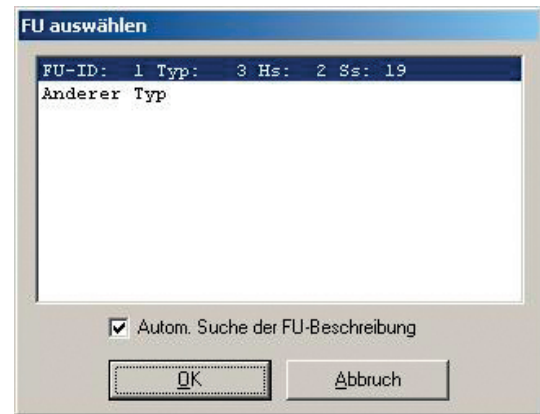 FU auswählen
FU-ID: 1 Typ: 3 Hs: 2 Ss: 19
Anderer Typ
Autom. Suche der FU-Beschreibung
OK
Abbruch